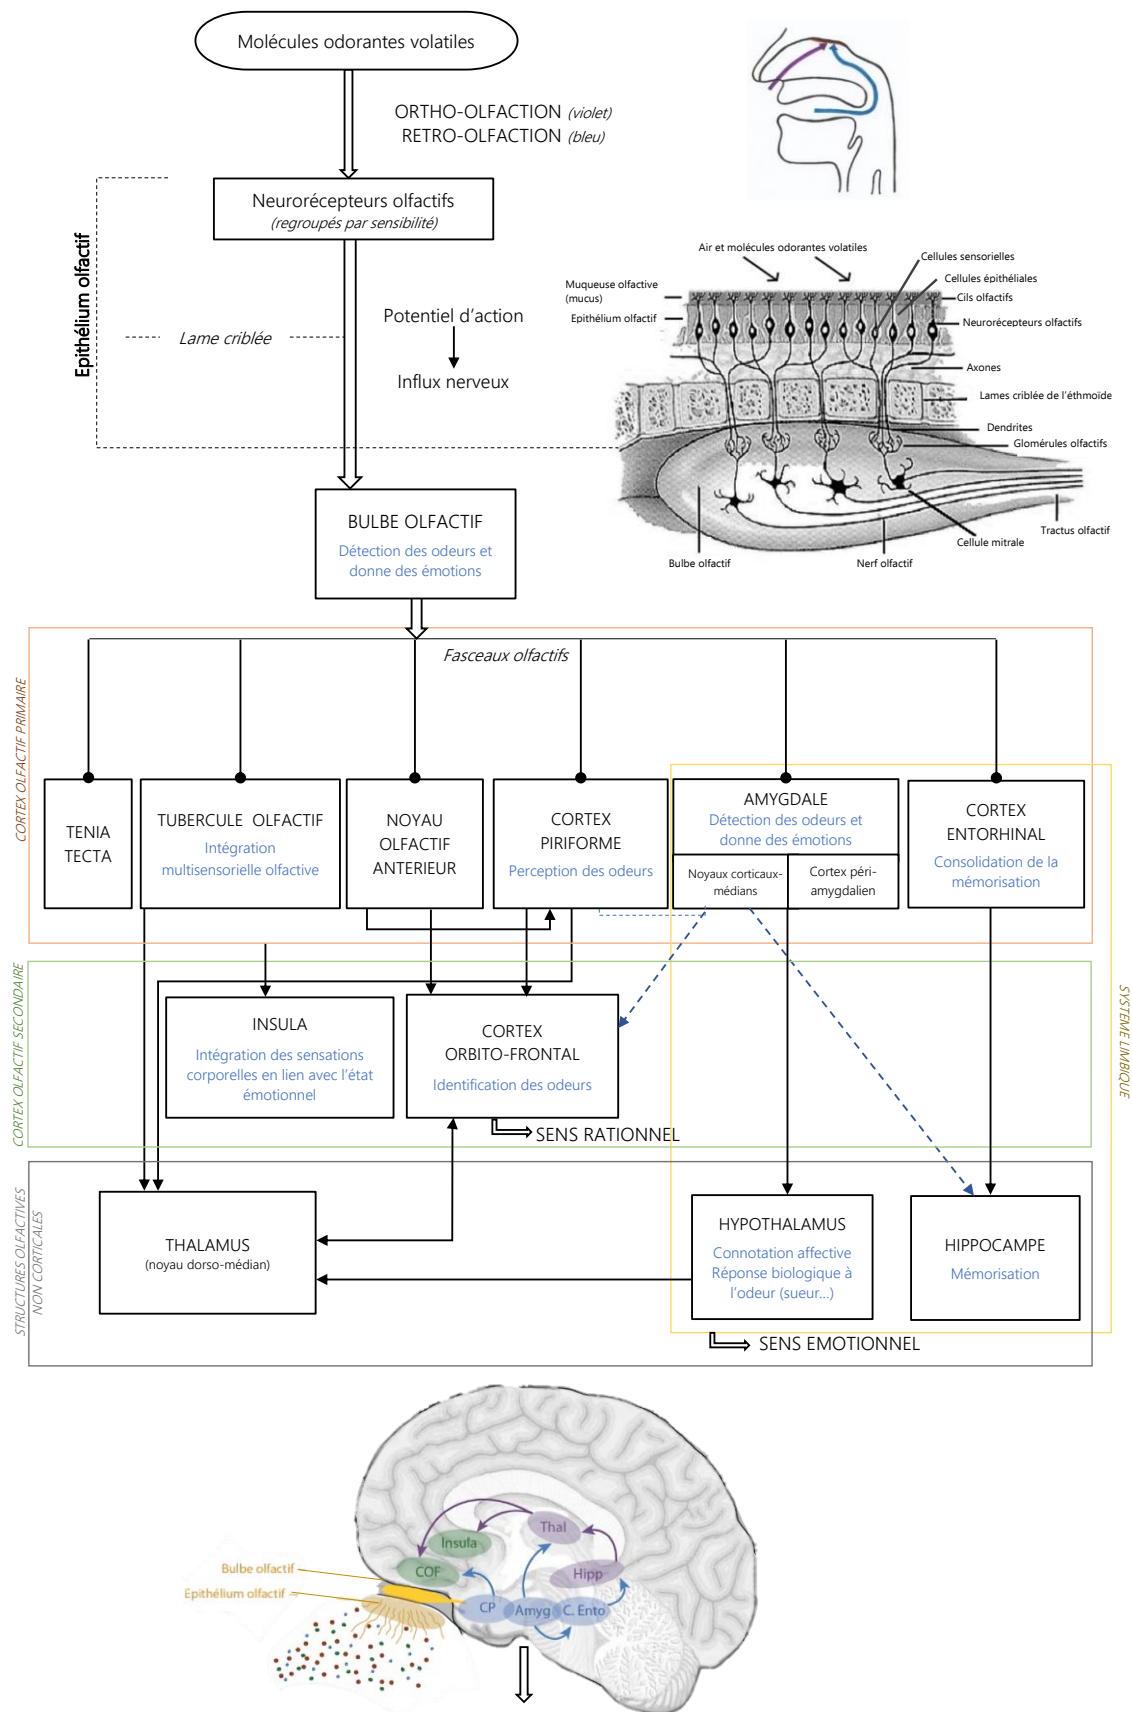 Molécules odorantes volatiles
ORTHO-OLFACTION (violet)
RETRO-OLFACTION (bleu)
Neurorécepteurs olfactifs
(regroupés par sensibilité)
Epithélium olfactif
Lame criblée
Potentiel d'action
Influx nerveux
Air et molécules odorantes volatiles
Cellules sensorielles
Cellules épithéliales
Muqueuse olfactive
(mucus)
Cils olfactifs
Epithélium olfactif
Neurorécepteurs olfactifs
Axones
Lames criblée de l'éthmoïde
Dendrites
Glomérules olfactifs
Tractus olfactif
Cellule mitrale
Bulbe olfactif
Nerf olfactif
BULBE OLFACTIF
Détection des odeurs et
donne des émotions
CORTEX OLFACTIF PRIMAIRE
Fasceaux olfactifs
TENIA
TECTA
TUBERCULE OLFACTIF
Intégration
multisensorielle olfactive
NOYAU
OLFACTIF
ANTERIEUR
CORTEX
PIRIFORME
Perception des odeurs
AMYGDALE
Détection des odeurs et
donne des émotions
Noyaux corticaux-
médians
Cortex péri-
amygdalien
CORTEX
ENTORHINAL
Consolidation de la
mémorisation
CORTEX OLFACTIF SECONDAIRE
INSULA
Intégration des sensations
corporelles en lien avec l'état
émotionnel
CORTEX
ORBITO-FRONTAL
Identification des odeurs
SENS RATIONNEL
SYSTEME LIMBIQUE
STRUCTURES OLFACTIVES
NON CORTICALES
THALAMUS
(noyau dorso-médian)
HYPOTHALAMUS
Connotation affective
Réponse biologique à
l'odeur (sueur...)
HIPPOCAMPE
Mémorisation
SENS EMOTIONNEL
Thal
Insula
COF
Hipp
Bulbe olfactif
Epithélium olfactif
CP
Amyg
C. Ento